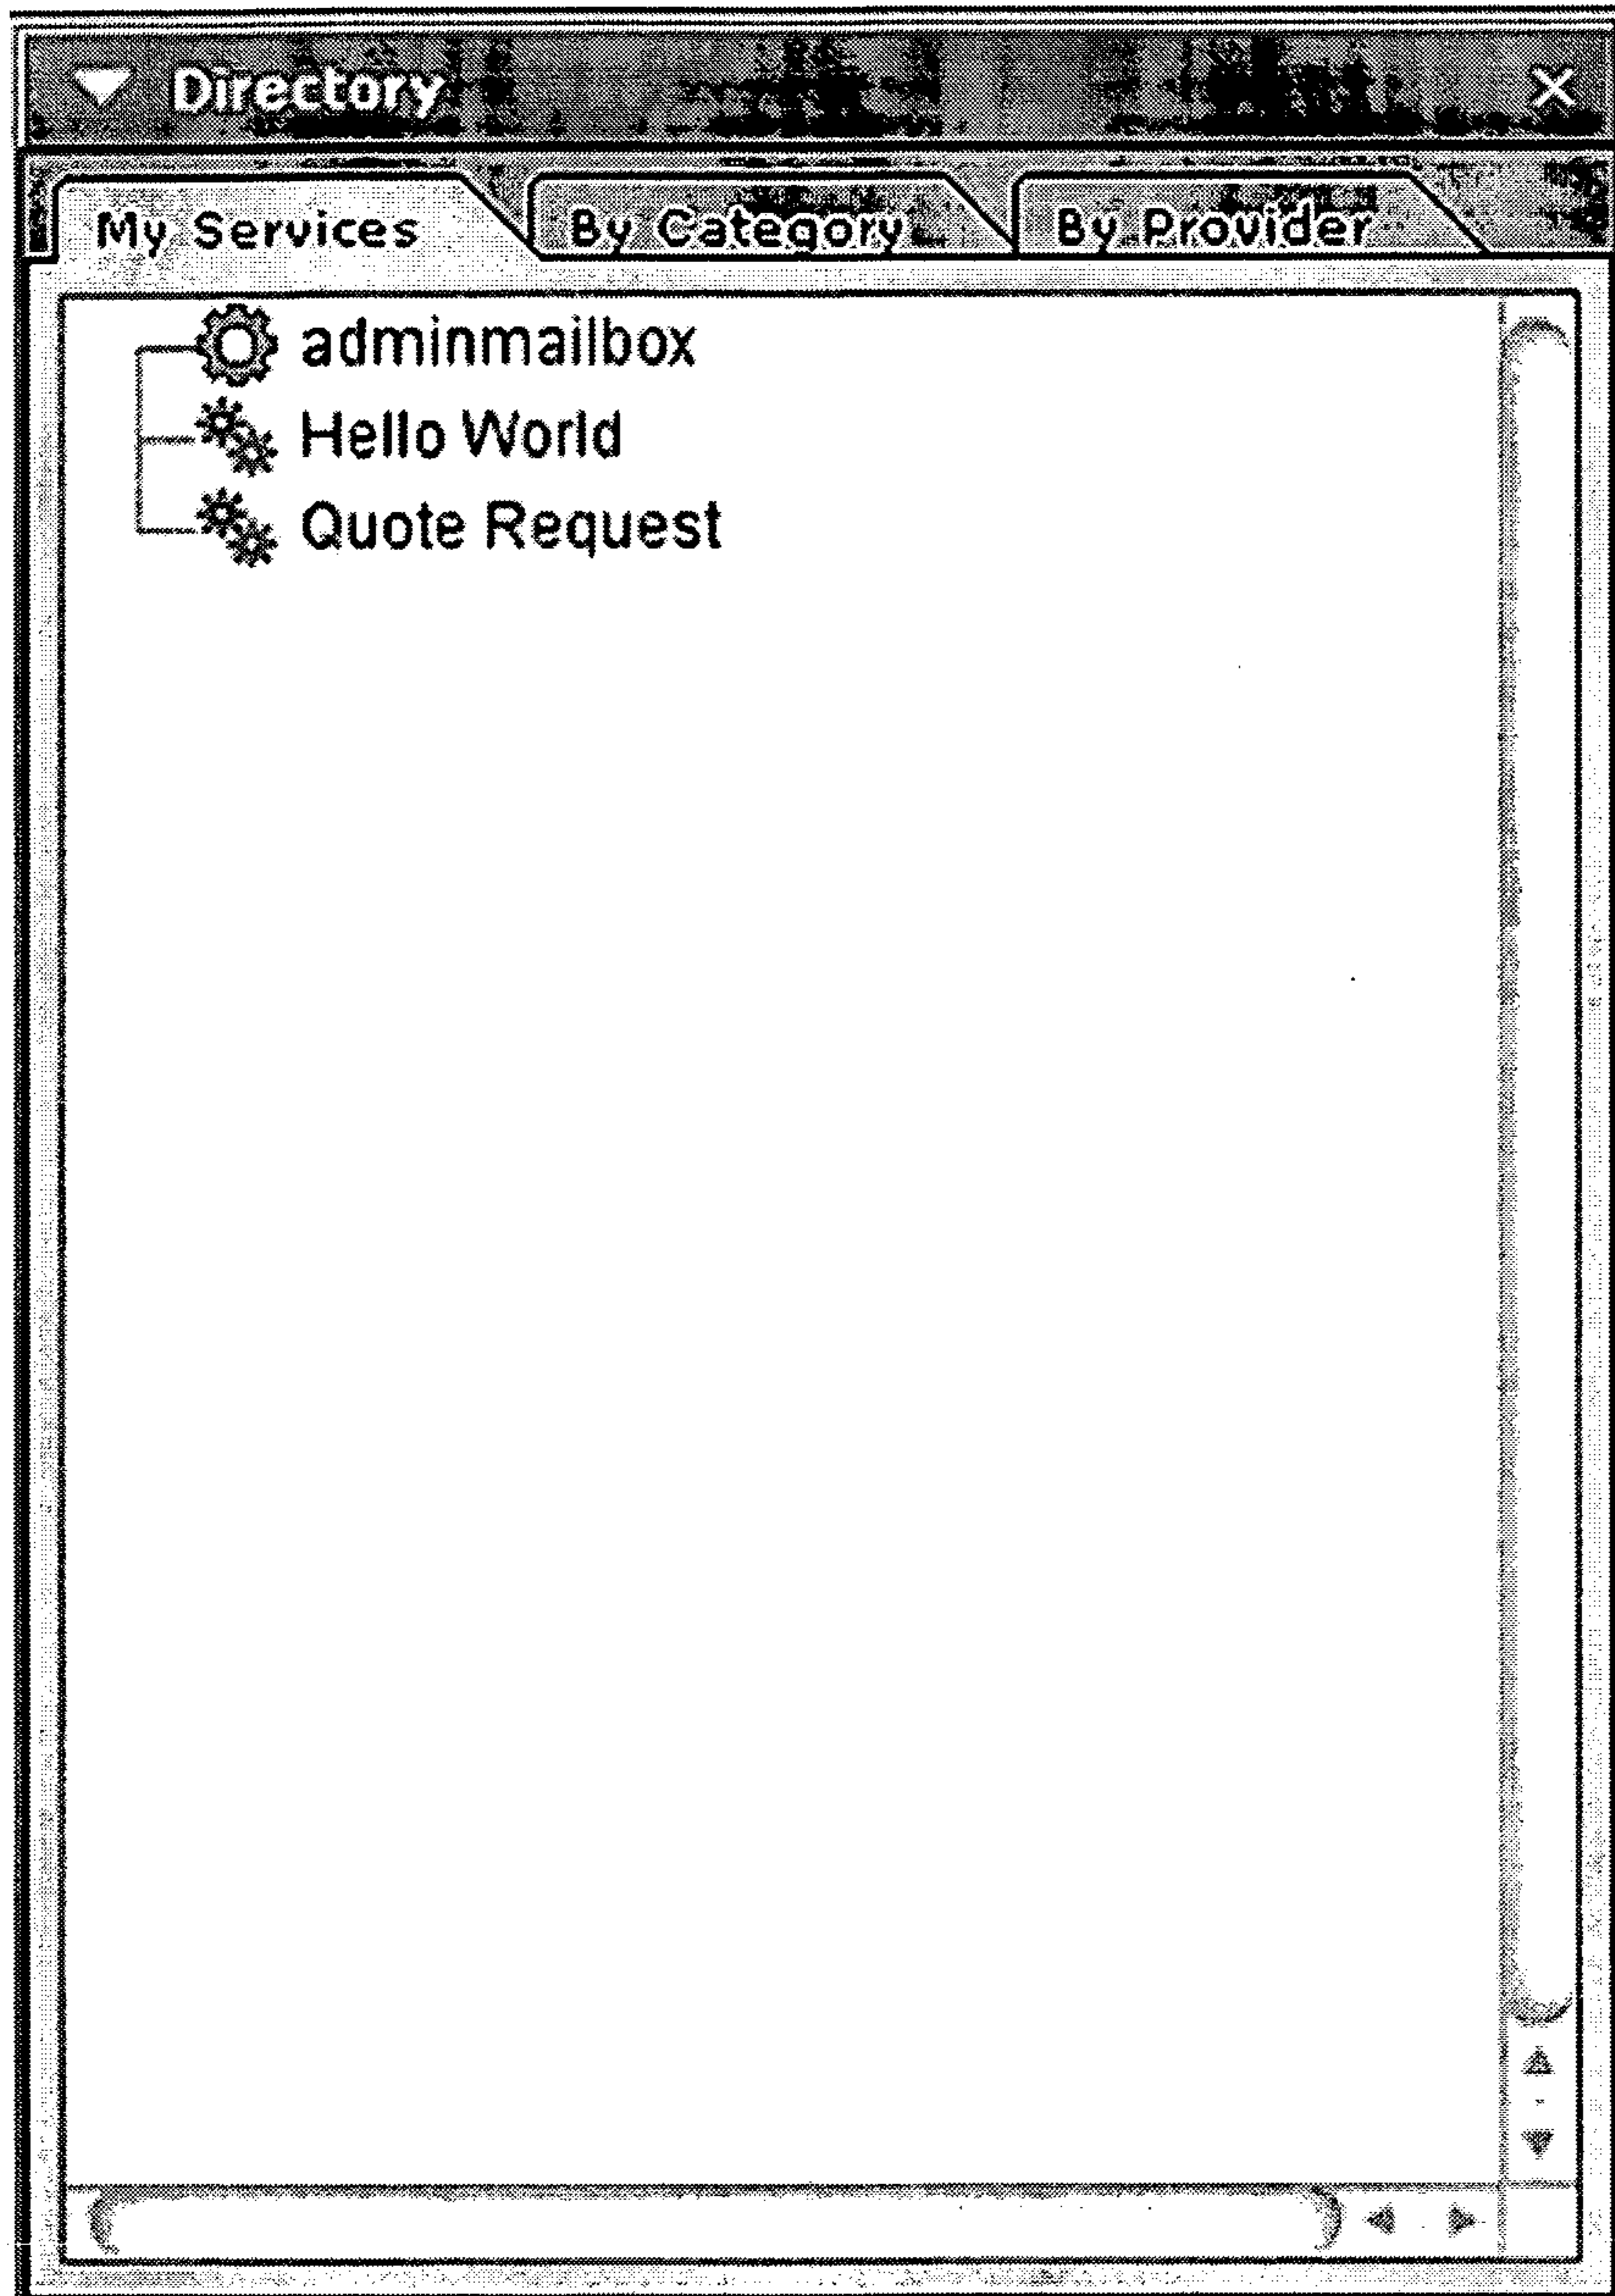 Directory
My Services By Category By Provider
adminmailbox
Hello World
Quote Request